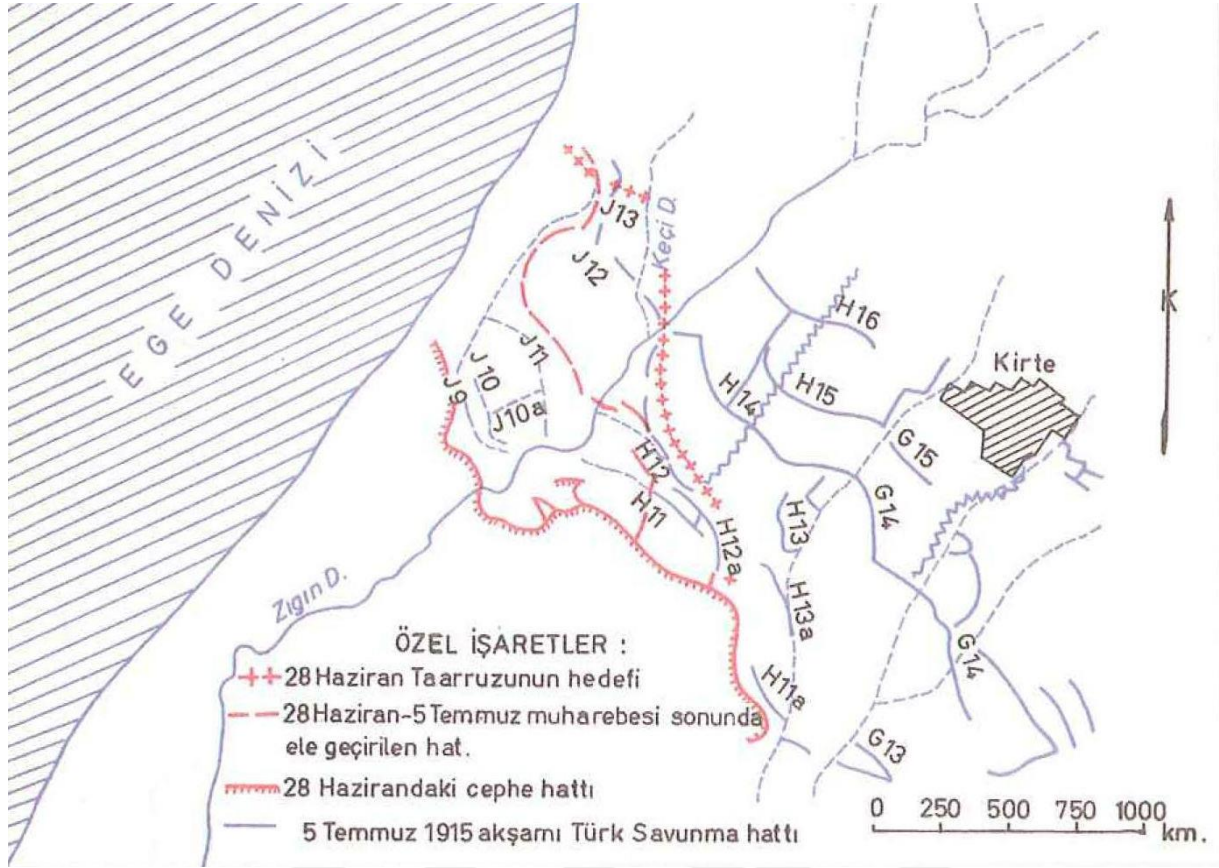 EGE DENİZİ
J13
Keçi D.
J12
K
H16
J11
J10
J9
J10a
Kirte
H15
H14
G15
H12
H11
H13
G14
H12a
H13a
Zığın D.
G14
H11a
G13
ÖZEL İŞARETLER :
28 Haziran Taarruzunun hedefi
28 Haziran-5 Temmuz muharebesi sonunda
ele geçirilen hat.
28 Hazirandaki cephe hattı
5 Temmuz 1915 akşamı Türk Savunma hattı
0 250 500 750 1000
km.